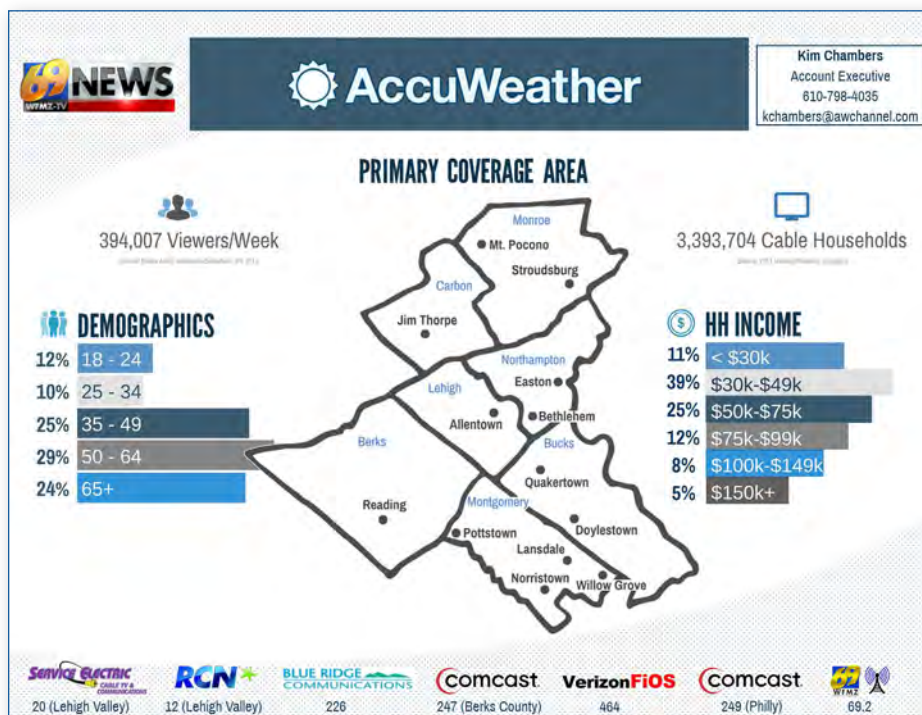 69 NEWS
WFMZ-TV
AccuWeather
Kim Chambers
Account Executive
610-798-4035
kchambers@awchannel.com
PRIMARY COVERAGE AREA
394,007 Viewers/Week
3,393,704 Cable Households
DEMOGRAPHICS
12% 18 - 24
10% 25 - 34
25% 35 - 49
29% 50 - 64
24% 65+
Monroe
Mt. Pocono
Stroudsburg
Carbon
Jim Thorpe
Northampton
Easton
Lehigh
Bethlehem
Allentown
Berks
Bucks
Quakertown
Reading
Montgomery
Pottstown
Doylestown
Lansdale
Norristown
Willow Grove
$ HH INCOME
11% < $30k
39% $30k-$49k
25% $50k-$75k
12% $75k-$99k
8% $100k-$149k
5% $150k+
SERVICE ELECTRIC
CABLE TV &
COMMUNICATIONS
20 (Lehigh Valley)
RCN
12 (Lehigh Valley)
BLUE RIDGE
COMMUNICATIONS
226
comcast
247 (Berks County)
VerizonFiOS
464
comcast
249 (Philly)
69
WFMZ
69.2